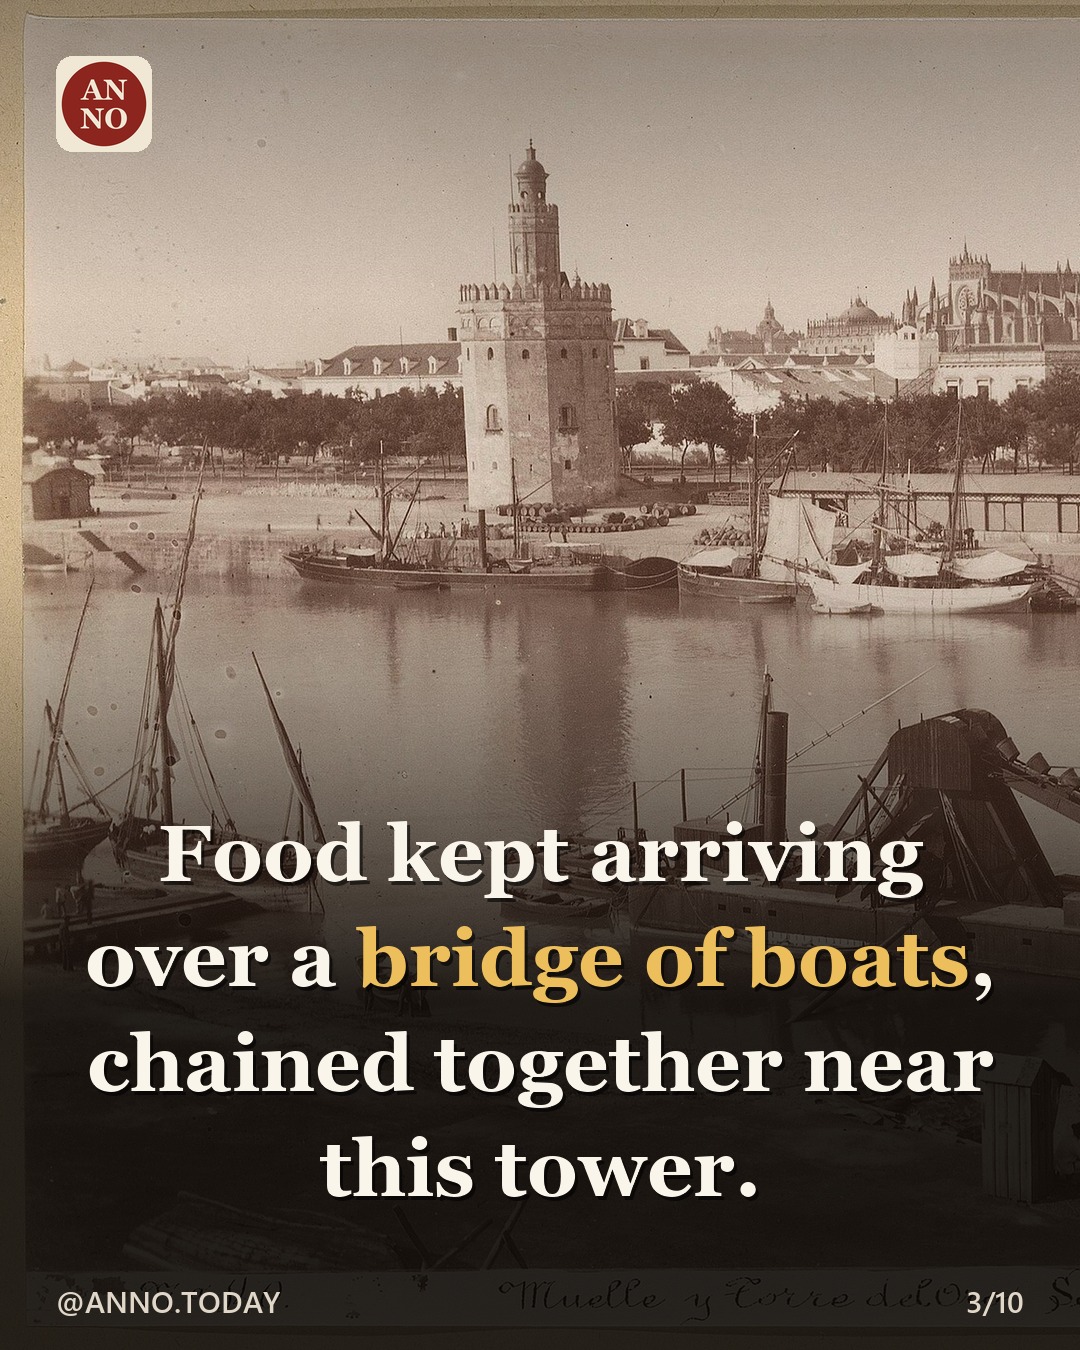 AN
NO
Food kept arriving
over a bridge of boats,
chained together near
this tower.
Muelle y Torre del Oro
@ANNO.TODAY
3/10